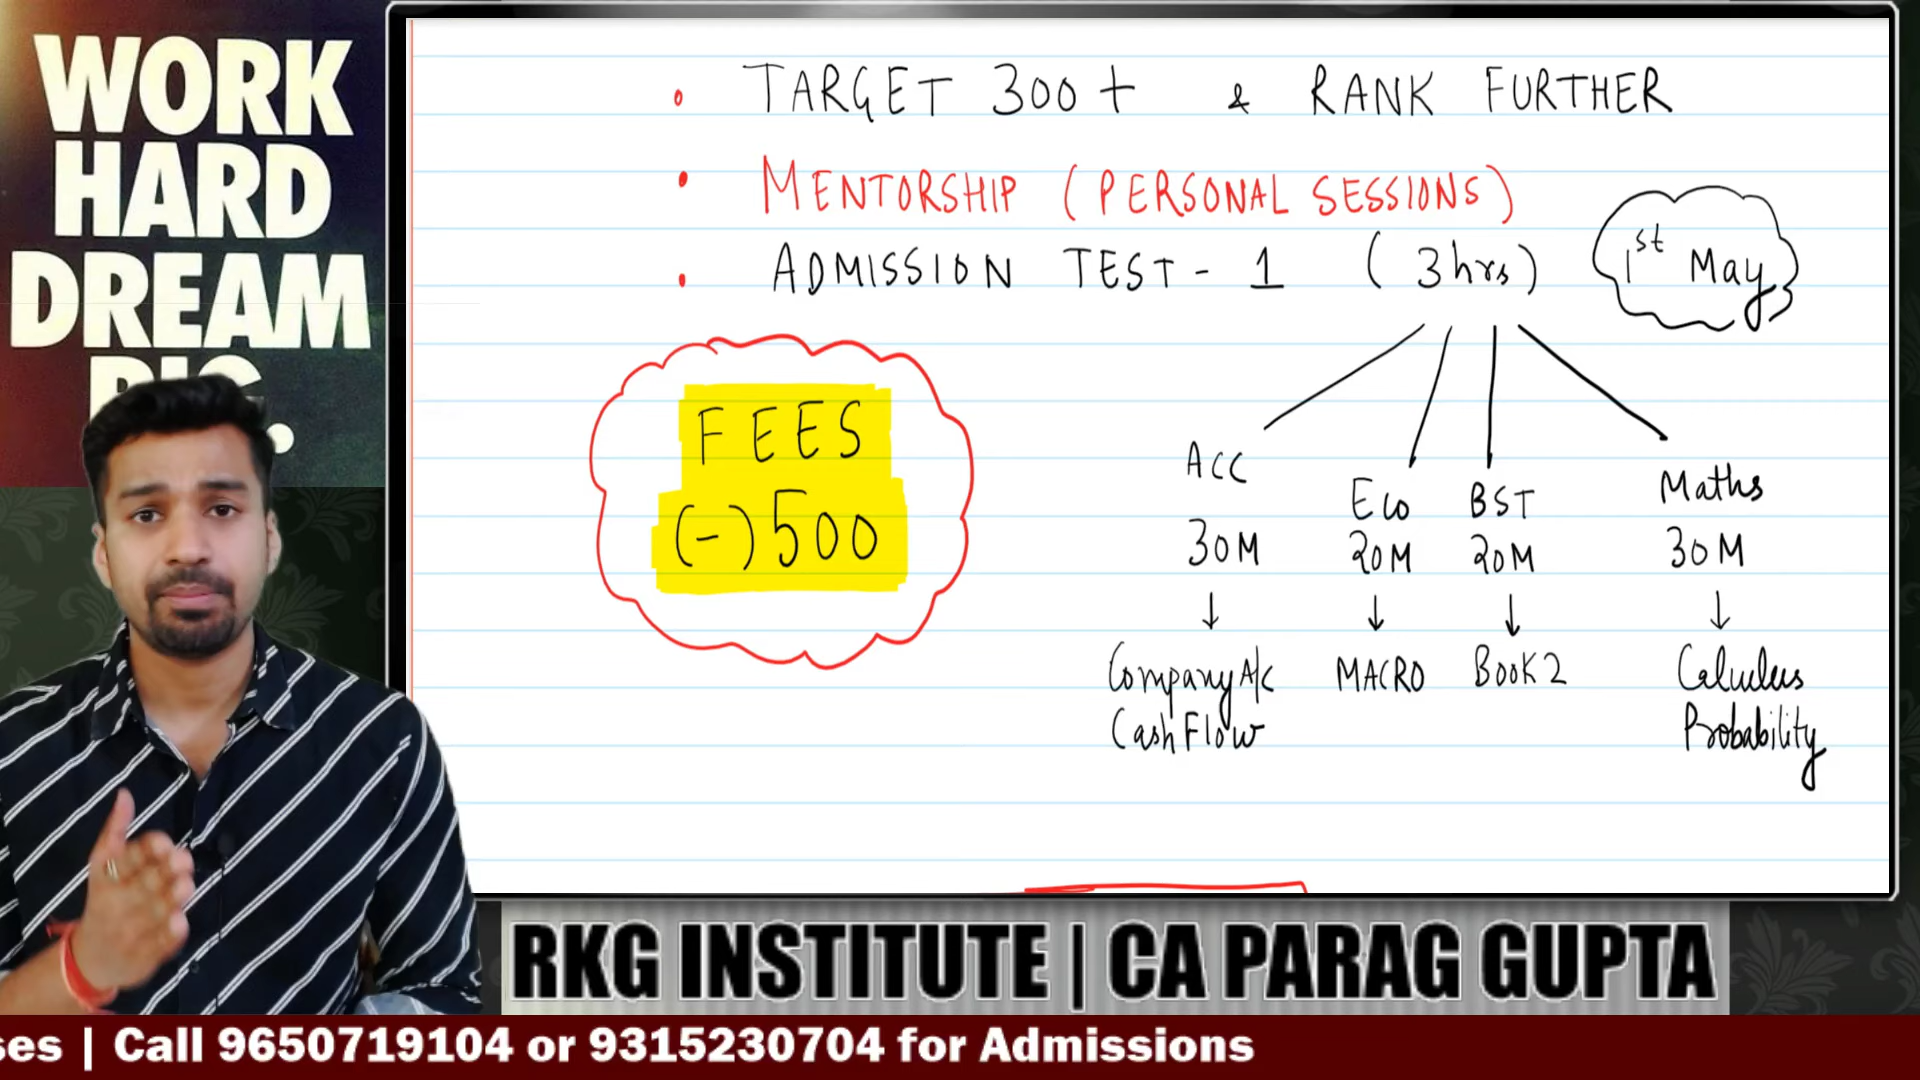 WORK
HARD
DREAM
BIG.
• TARGET 300+ & RANK FURTHER
• MENTORSHIP (PERSONAL SESSIONS)
• ADMISSION TEST - 1 (3hrs)
1st May
FEES
(-) 500
ACC Eco BST Maths
30M 20M 20M 30M
↓ ↓ ↓ ↓
Company A/c MACRO BOOK 2 Calculus
Cash Flow Probability
RKG INSTITUTE | CA PARAG GUPTA
ses | Call 9650719104 or 9315230704 for Admissions